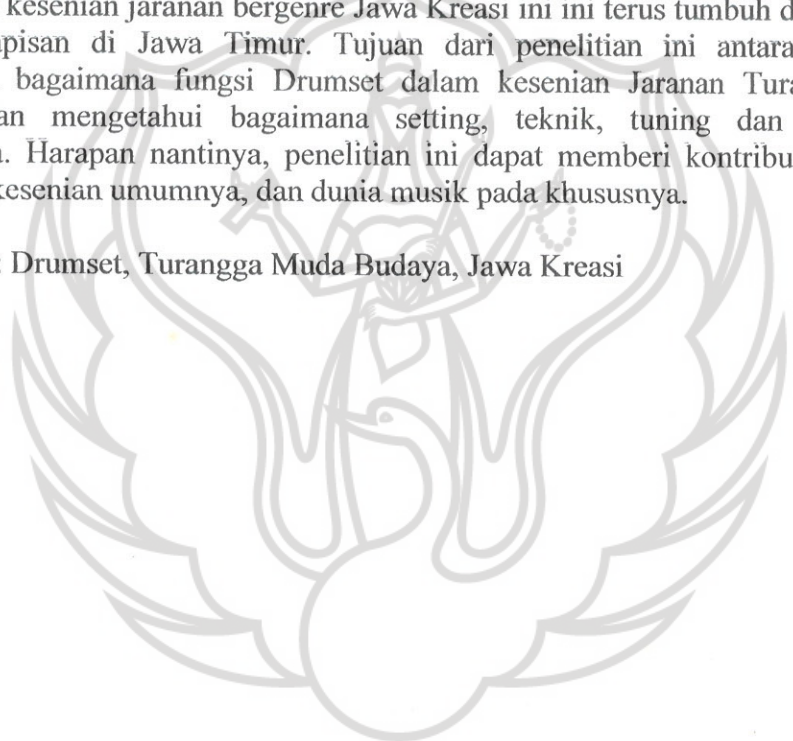 kesenian jaranan bergenre Jawa Kreasi ini ini terus tumbuh d
apisan di Jawa Timur. Tujuan dari penelitian ini antara
bagaimana fungsi Drumset dalam kesenian Jaranan Tura
an mengetahui bagaimana setting, teknik, tuning dan
. Harapan nantinya, penelitian ini dapat memberi kontribu
kesenian umumnya, dan dunia musik pada khususnya.
: Drumset, Turangga Muda Budaya, Jawa Kreasi